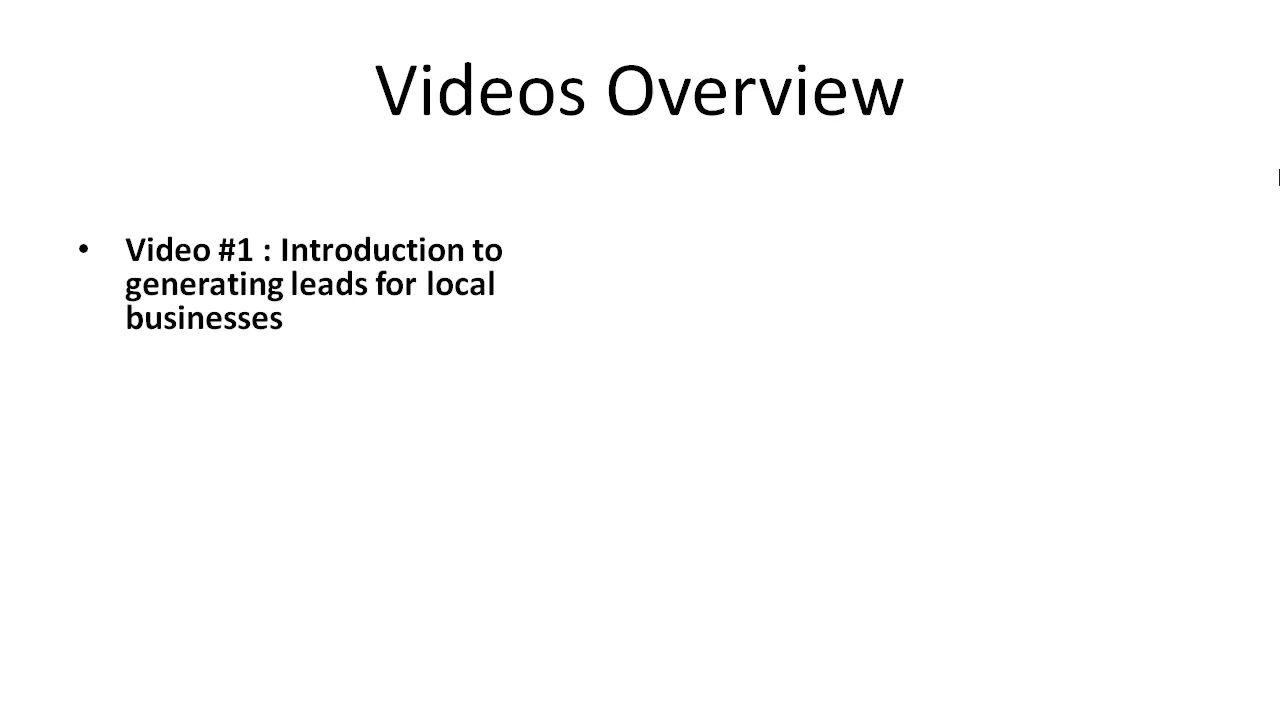 Videos Overview
• Video #1 : Introduction to
generating leads for local
businesses